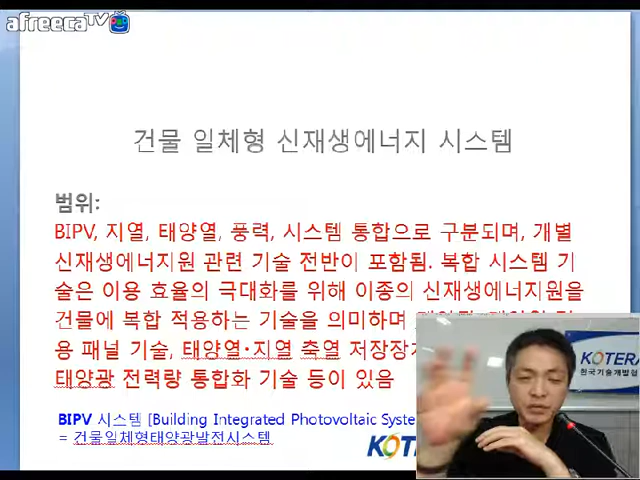 afreecaTV
건물 일체형 신재생에너지 시스템
범위:
BIPV, 지열, 태양열, 풍력, 시스템 통합으로 구분되며, 개별
신재생에너지원 관련 기술 전반이 포함됨. 복합 시스템 기
술은 이용 효율의 극대화를 위해 이종의 신재생에너지원을
건물에 복합 적용하는 기술을 의미하며
용 패널 기술, 태양열·지열 축열 저장장
태양광 전력량 통합화 기술 등이 있음
BIPV 시스템 [Building Integrated Photovoltaic Syste
= 건물일체형태양광발전시스템
KOTERA
한국기술개발협